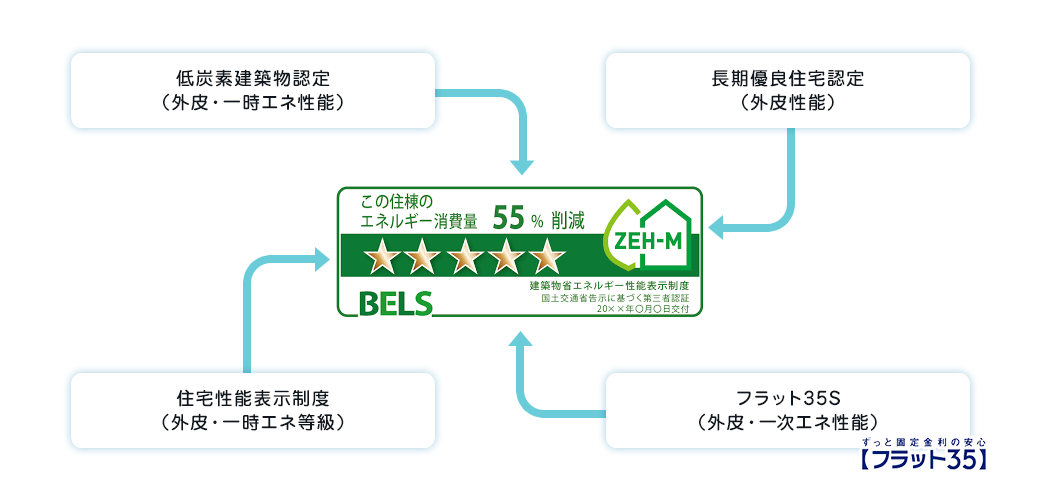 低炭素建築物認定
（外皮・一時エネ性能）
長期優良住宅認定
（外皮性能）
この住棟の
エネルギー消費量 55 % 削減
ZEH-M
BELS
建築物省エネルギー性能表示制度
国土交通省告示に基づく第三者認証
20××年〇月〇日交付
住宅性能表示制度
（外皮・一時エネ等級）
フラット35S
（外皮・一次エネ性能）
ずっと固定金利の安心
【フラット35】